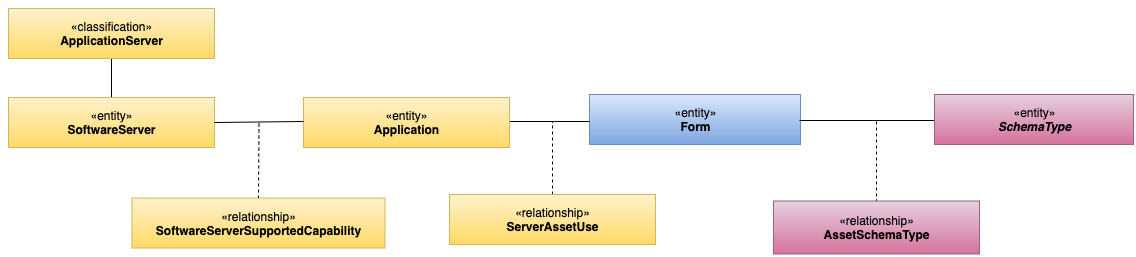 «classification»
ApplicationServer
«entity»
SoftwareServer
«entity»
Application
«entity»
Form
«entity»
SchemaType
«relationship»
SoftwareServerSupportedCapability
«relationship»
ServerAssetUse
«relationship»
AssetSchemaType